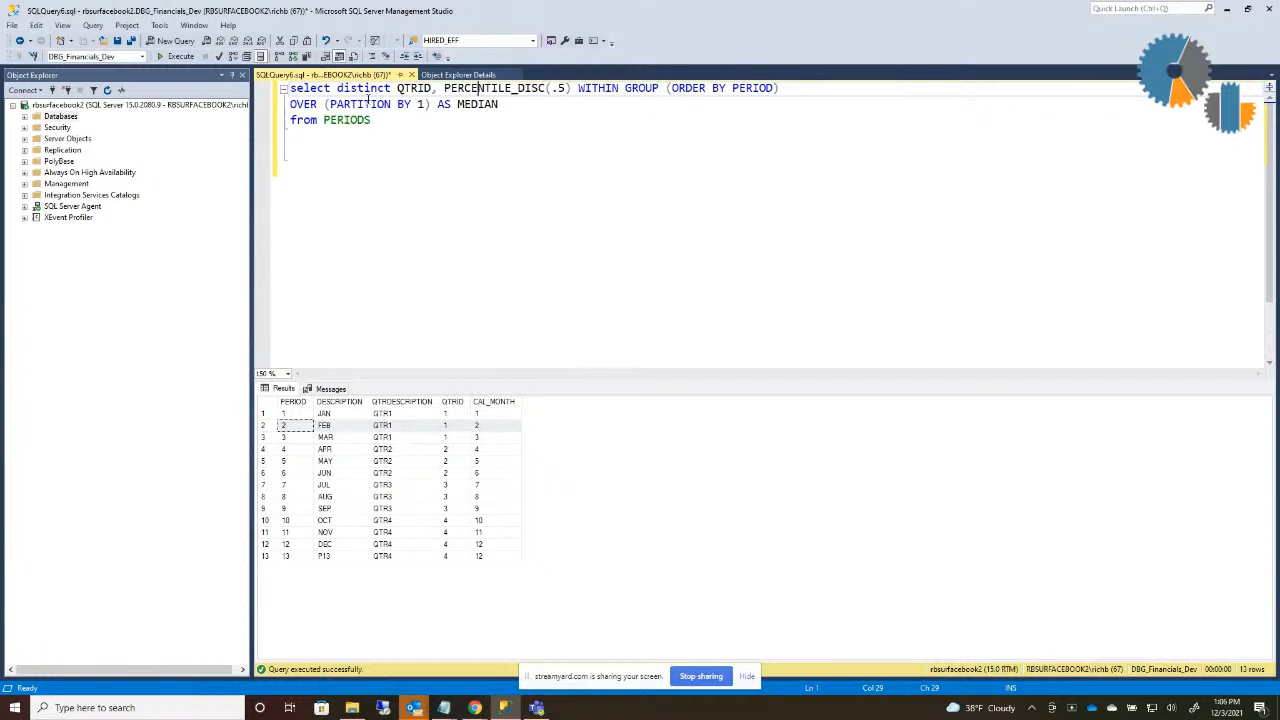 SQLQuery6.sql - rbsurfacebook2.DBG_Financials_Dev (RBSURFACEBOOK2\richb (67))* - Microsoft SQL Server Management Studio
Quick Launch (Ctrl+Q)
File Edit View Query Project Tools Window Help
New Query
HIRED_EFF
DBG_Financials_Dev
Execute
Object Explorer
SQLQuery6.sql - rb...EBOOK2\richb (67))*
Object Explorer Details
Connect
rbsurfacebook2 (SQL Server 15.0.2080.9 - RBSURFACEBOOK2\richl
Databases
Security
Server Objects
Replication
PolyBase
Always On High Availability
Management
Integration Services Catalogs
SQL Server Agent
XEvent Profiler
select distinct QTRID, PERCENTILE_DISC(.5) WITHIN GROUP (ORDER BY PERIOD)
OVER (PARTITION BY 1) AS MEDIAN
from PERIODS
150 %
Results Messages
PERIOD DESCRIPTION QTRDESCRIPTION QTRID CAL_MONTH
1 1 JAN QTR1 1 1
2 2 FEB QTR1 1 2
3 3 MAR QTR1 1 3
4 4 APR QTR2 2 4
5 5 MAY QTR2 2 5
6 6 JUN QTR2 2 6
7 7 JUL QTR3 3 7
8 8 AUG QTR3 3 8
9 9 SEP QTR3 3 9
10 10 OCT QTR4 4 10
11 11 NOV QTR4 4 11
12 12 DEC QTR4 4 12
13 13 P13 QTR4 4 12
Query executed successfully.
rbsurfacebook2 (15.0 RTM) RBSURFACEBOOK2\richb (67) DBG_Financials_Dev 00:00:00 13 rows
streamyard.com is sharing your screen. Stop sharing Hide
Ready
Ln 1 Col 29 Ch 29 INS
Type here to search
38°F Cloudy
1:06 PM
12/3/2021